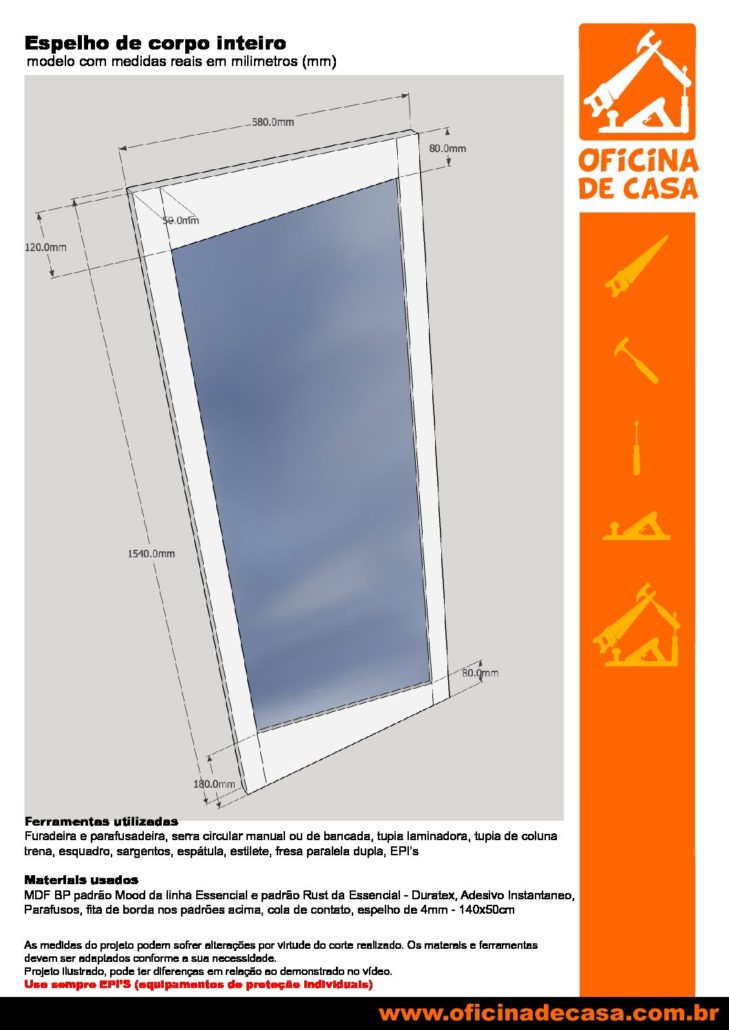 Espelho de corpo inteiro
modelo com medidas reais em milimetros (mm)
OFICINA
DE CASA
580.0mm
80.0mm
50.0mm
120.0mm
1540.0mm
80.0mm
180.0mm
Ferramentas utilizadas
Furadeira e parafusadeira, serra circular manual ou de bancada, tupia laminadora, tupia de coluna
trena, esquadro, sargentos, espátula, estilete, fresa paralela dupla, EPI's
Materiais usados
MDF BP padrão Mood da linha Essencial e padrão Rust da Essencial - Duratex, Adesivo Instantaneo,
Parafusos, fita de borda nos padrões acima, cola de contato, espelho de 4mm - 140x50cm
As medidas do projeto podem sofrer alterações por virtude do corte realizado. Os materais e ferramentas
devem ser adaptados conforme a sua necessidade.
Projeto ilustrado, pode ter diferenças em relação ao demonstrado no vídeo.
Use sempre EPI'S (equipamentos de proteção individuais)
www.oficinadecasa.com.br